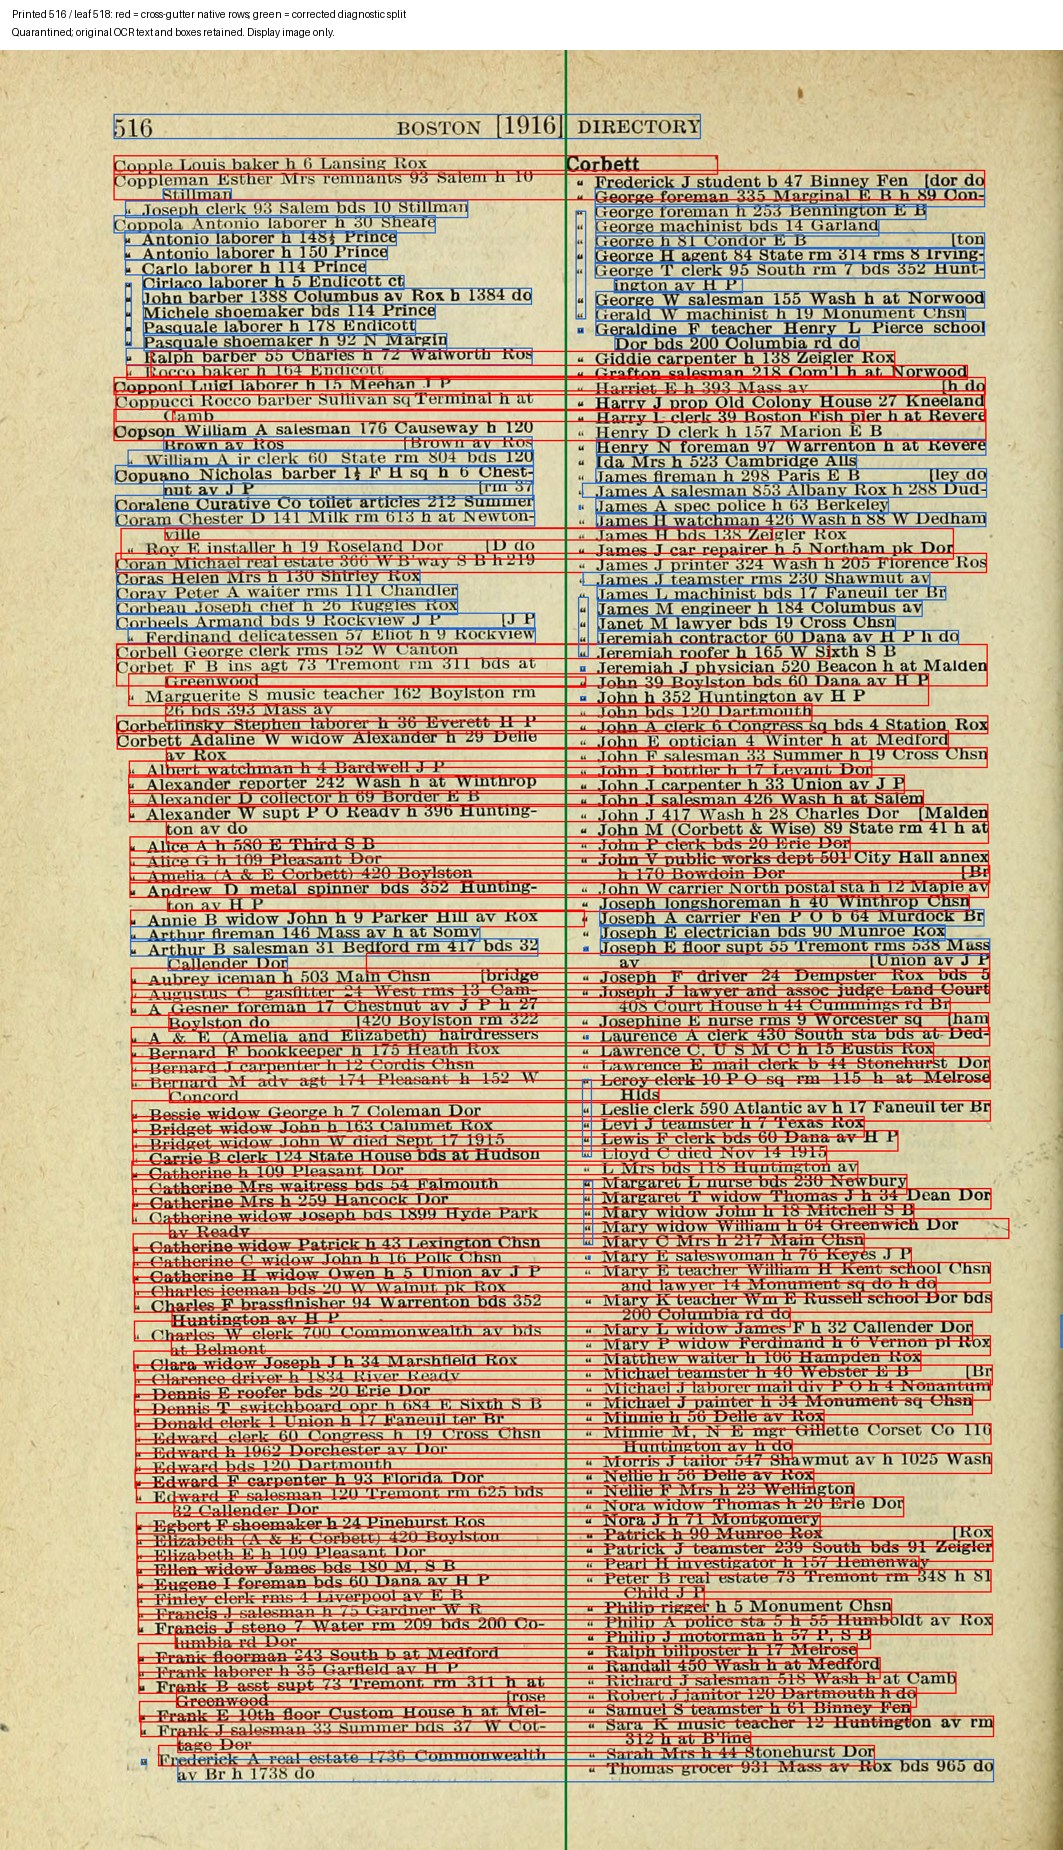 Printed 516 / leaf 518: red = cross-gutter native rows; green = corrected diagnostic split
Quarantined; original OCR text and boxes retained. Display image only.
516 BOSTON [1916] DIRECTORY
Copple Louis baker h 6 Lansing Rox
Coppleman Esther Mrs remnants 93 Salem h 10
Stillman
" Joseph clerk 93 Salem bds 10 Stillman
Coppola Antonio laborer h 30 Sheafe
" Antonio laborer h 148½ Prince
" Antonio laborer h 150 Prince
" Carlo laborer h 114 Prince
" Ciriaco laborer h 5 Endicott ct
" John barber 1388 Columbus av Rox h 1384 do
" Michele shoemaker bds 114 Prince
" Pasquale laborer h 178 Endicott
" Pasquale shoemaker h 92 N Margin
" Ralph barber 55 Charles h 72 Walworth Ros
" Rocco baker h 164 Endicott
Copponi Luigi laborer h 15 Meehan J P
Coppucci Rocco barber Sullivan sq Terminal h at
Camb
Copson William A salesman 176 Causeway h 120
Brown av Ros [Brown av Ros
" William A jr clerk 60 State rm 804 bds 120
Copuano Nicholas barber 1½ F H sq h 6 Chest-
nut av J P [rm 37
Coralene Curative Co toilet articles 212 Summer
Coram Chester D 141 Milk rm 613 h at Newton-
ville
" Roy E installer h 19 Roseland Dor [D do
Coran Michael real estate 366 W B'way S B h 219
Coras Helen Mrs h 130 Shirley Rox
Coray Peter A waiter rms 111 Chandler
Corbeau Joseph chef h 26 Ruggles Rox
Corbeels Armand bds 9 Rockview J P [J P
" Ferdinand delicatessen 57 Eliot h 9 Rockview
Corbell George clerk rms 152 W Canton
Corbet F B ins agt 73 Tremont rm 311 bds at
Greenwood
" Marguerite S music teacher 162 Boylston rm
26 bds 393 Mass av
Corbetlinsky Stephen laborer h 36 Everett H P
Corbett Adaline W widow Alexander h 29 Delle
av Rox
" Albert watchman h 4 Bardwell J P
" Alexander reporter 242 Wash h at Winthrop
" Alexander D collector h 69 Border E B
" Alexander W supt P O Readv h 396 Hunting-
ton av do
" Alice A h 580 E Third S B
" Alice G h 109 Pleasant Dor
" Amelia (A & E Corbett) 420 Boylston
" Andrew D metal spinner bds 352 Hunting-
ton av H P
" Annie B widow John h 9 Parker Hill av Rox
" Arthur fireman 146 Mass av h at Somv
" Arthur B salesman 31 Bedford rm 417 bds 32
Callender Dor
" Aubrey iceman h 503 Main Chsn [bridge
" Augustus C gasfitter 24 West rms 13 Cam-
" A Gesner foreman 17 Chestnut av J P h 27
Boylston do [420 Boylston rm 322
" A & E (Amelia and Elizabeth) hairdressers
" Bernard F bookkeeper h 175 Heath Rox
" Bernard J carpenter h 12 Cordis Chsn
" Bernard M adv agt 174 Pleasant h 152 W
Concord
" Bessie widow George h 7 Coleman Dor
" Bridget widow John h 163 Calumet Rox
" Bridget widow John W died Sept 17 1915
" Carrie B clerk 124 State House bds at Hudson
" Catherine h 109 Pleasant Dor
" Catherine Mrs waitress bds 54 Falmouth
" Catherine Mrs h 259 Hancock Dor
" Catherine widow Joseph bds 1899 Hyde Park
av Ready
" Catherine widow Patrick h 43 Lexington Chsn
" Catherine C widow John h 16 Polk Chsn
" Catherine H widow Owen h 5 Union av J P
" Charles iceman bds 20 W Walnut pk Rox
" Charles F brassfinisher 94 Warrenton bds 352
Huntington av H P
" Charles W clerk 700 Commonwealth av bds
at Belmont
" Clara widow Joseph J h 34 Marshfield Rox
" Clarence driver h 1834 River Ready
" Dennis E roofer bds 20 Erie Dor
" Dennis T switchboard opr h 684 E Sixth S B
" Donald clerk 1 Union h 17 Faneuil ter Br
" Edward clerk 60 Congress h 19 Cross Chsn
" Edward h 1962 Dorchester av Dor
" Edward bds 120 Dartmouth
" Edward F carpenter h 93 Florida Dor
" Edward F salesman 120 Tremont rm 625 bds
32 Callender Dor
" Egbert F shoemaker h 24 Pinehurst Ros
" Elizabeth (A & E Corbett) 420 Boylston
" Elizabeth E h 109 Pleasant Dor
" Ellen widow James bds 180 M, S B
" Eugene I foreman bds 60 Dana av H P
" Finley clerk rms 4 Liverpool av E B
" Francis J salesman h 75 Gardner W R
" Francis J steno 7 Water rm 209 bds 200 Co-
lumbia rd Dor
" Frank floorman 243 South b at Medford
" Frank laborer h 35 Garfield av H P
" Frank B asst supt 73 Tremont rm 311 h at
Greenwood [rose
" Frank E 10th floor Custom House h at Mel-
" Frank J salesman 33 Summer bds 37 W Cot-
tage Dor
" Frederick A real estate 1736 Commonwealth
av Br h 1738 do
Corbett
" Frederick J student b 47 Binney Fen [dor do
" George foreman 335 Marginal E B h 89 Con-
" George foreman h 253 Bennington E B
" George machinist bds 14 Garland
" George h 81 Condor E B [ton
" George H agent 84 State rm 314 rms 8 Irving-
" George T clerk 95 South rm 7 bds 352 Hunt-
ington av H P
" George W salesman 155 Wash h at Norwood
" Gerald W machinist h 19 Monument Chsn
" Geraldine F teacher Henry L Pierce school
Dor bds 200 Columbia rd do
" Giddie carpenter h 138 Zeigler Rox
" Grafton salesman 218 Com'l h at Norwood
" Harriet E h 393 Mass av [h do
" Harry J prop Old Colony House 27 Kneeland
" Harry L clerk 39 Boston Fish pier h at Revere
" Henry D clerk h 157 Marion E B
" Henry N foreman 97 Warrenton h at Revere
" Ida Mrs h 523 Cambridge Alls
" James fireman h 298 Paris E B [ley do
" James A salesman 853 Albany Rox h 288 Dud-
" James A spec police h 63 Berkeley
" James H watchman 426 Wash h 88 W Dedham
" James H bds 138 Zeigler Rox
" James J car repairer h 5 Northam pk Dor
" James J printer 324 Wash h 205 Florence Ros
" James J teamster rms 230 Shawmut av
" James L machinist bds 17 Faneuil ter Br
" James M engineer h 184 Columbus av
" Janet M lawyer bds 19 Cross Chsn
" Jeremiah contractor 60 Dana av H P h do
" Jeremiah roofer h 165 W Sixth S B
" Jeremiah J physician 520 Beacon h at Malden
" John 39 Boylston bds 60 Dana av H P
" John h 352 Huntington av H P
" John bds 120 Dartmouth
" John A clerk 6 Congress sq bds 4 Station Rox
" John E optician 4 Winter h at Medford
" John F salesman 33 Summer h 19 Cross Chsn
" John J bottler h 17 Levant Dor
" John J carpenter h 33 Union av J P
" John J salesman 426 Wash h at Salem
" John J 417 Wash h 28 Charles Dor [Malden
" John M (Corbett & Wise) 89 State rm 41 h at
" John P clerk bds 20 Erie Dor
" John V public works dept 501 City Hall annex
h 170 Bowdoin Dor [Br
" John W carrier North postal sta h 12 Maple av
" Joseph longshoreman h 40 Winthrop Chsn
" Joseph A carrier Fen P O b 64 Murdock Br
" Joseph E electrician bds 90 Munroe Rox
" Joseph E floor supt 55 Tremont rms 538 Mass
av [Union av J P
" Joseph F driver 24 Dempster Rox bds 5
" Joseph J lawyer and assoc judge Land Court
408 Court House h 44 Cummings rd Br
" Josephine E nurse rms 9 Worcester sq [ham
" Laurence A clerk 430 South sta bds at Ded-
" Lawrence C, U S M C h 15 Eustis Rox
" Lawrence E mail clerk b 44 Stonehurst Dor
" Leroy clerk 10 P O sq rm 115 h at Melrose
Hlds
" Leslie clerk 590 Atlantic av h 17 Faneuil ter Br
" Levi J teamster h 7 Texas Rox
" Lewis F clerk bds 60 Dana av H P
" Lloyd C died Nov 14 1915
" L Mrs bds 118 Huntington av
" Margaret L nurse bds 230 Newbury
" Margaret T widow Thomas J h 34 Dean Dor
" Mary widow John h 18 Mitchell S B
" Mary widow William h 64 Greenwich Dor
" Mary C Mrs h 217 Main Chsn
" Mary E saleswoman h 76 Keyes J P
" Mary E teacher William H Kent school Chsn
and lawyer 14 Monument sq do h do
" Mary K teacher Wm E Russell school Dor bds
200 Columbia rd do
" Mary L widow James F h 32 Callender Dor
" Mary P widow Ferdinand h 6 Vernon pl Rox
" Matthew waiter h 106 Hampden Rox
" Michael teamster h 40 Webster E B [Br
" Michael J laborer mail div P O h 4 Nonantum
" Michael J painter h 34 Monument sq Chsn
" Minnie h 56 Delle av Rox
" Minnie M, N E mgr Gillette Corset Co 116
Huntington av h do
" Morris J tailor 547 Shawmut av h 1025 Wash
" Nellie h 56 Delle av Rox
" Nellie F Mrs h 23 Wellington
" Nora widow Thomas h 20 Erie Dor
" Nora J h 71 Montgomery
" Patrick h 90 Munroe Rox [Rox
" Patrick J teamster 239 South bds 91 Zeigler
" Pearl H investigator h 157 Hemenway
" Peter B real estate 73 Tremont rm 348 h 81
Child J P
" Philip rigger h 5 Monument Chsn
" Philip A police sta 5 h 55 Humboldt av Rox
" Philip J motorman h 57 P, S B
" Ralph billposter h 17 Melrose
" Randall 450 Wash h at Medford
" Richard J salesman 518 Wash h at Camb
" Robert J janitor 120 Dartmouth h do
" Samuel S teamster h 61 Binney Fen
" Sara K music teacher 12 Huntington av rm
312 h at B'line
" Sarah Mrs h 44 Stonehurst Dor
" Thomas grocer 931 Mass av Rox bds 965 do